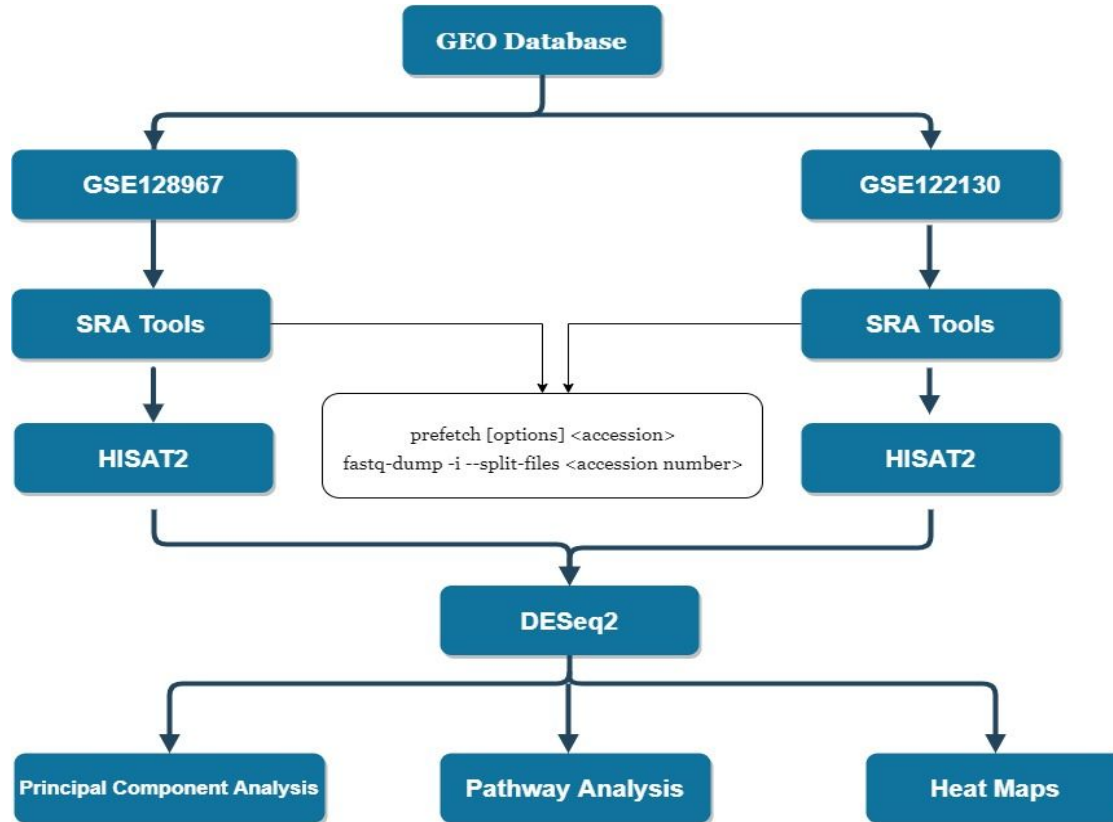 GEO Database
GSE128967
GSE122130
SRA Tools
SRA Tools
prefetch [options] <accession>
fastq-dump -i --split-files <accession number>
HISAT2
HISAT2
DESeq2
Principal Component Analysis
Pathway Analysis
Heat Maps